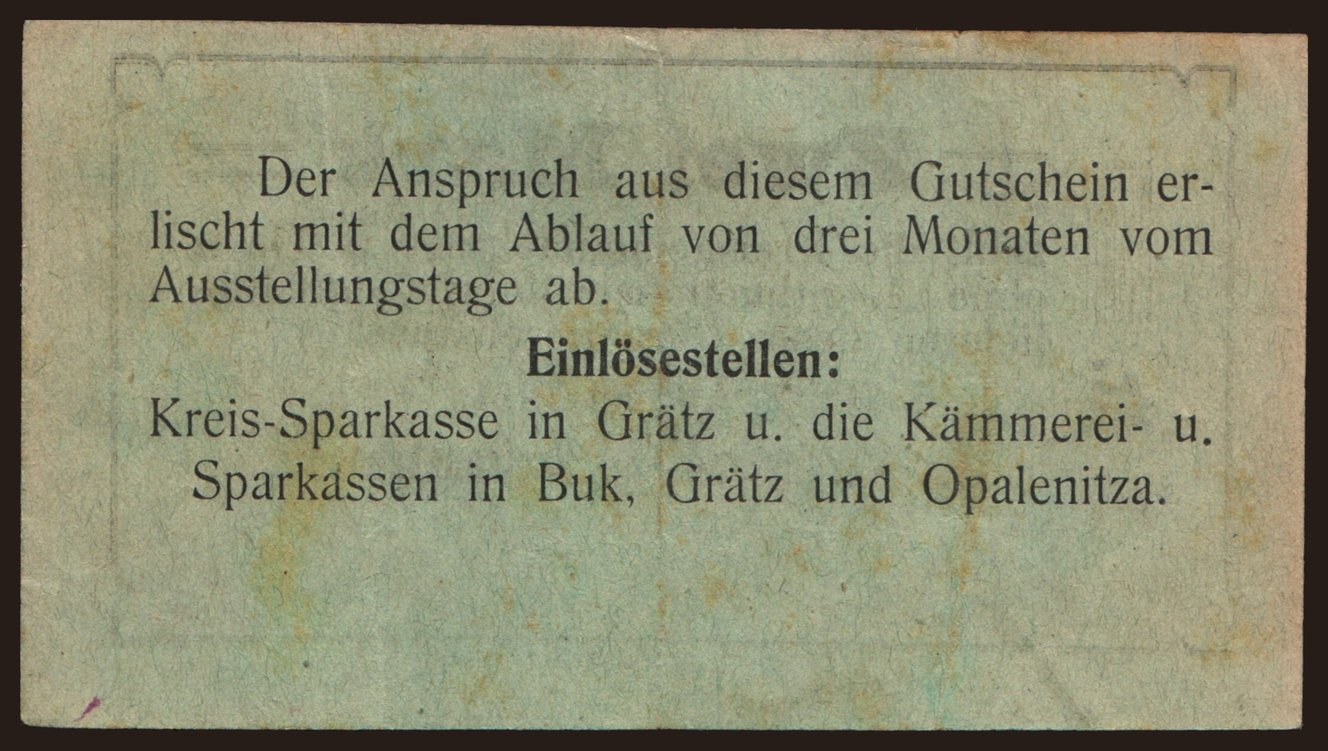 Der Anspruch aus diesem Gutschein er-
lischt mit dem Ablauf von drei Monaten vom
Ausstellungstage ab.
Einlösestellen:
Kreis-Sparkasse in Grätz u. die Kämmerei- u.
Sparkassen in Buk, Grätz und Opalenitza.